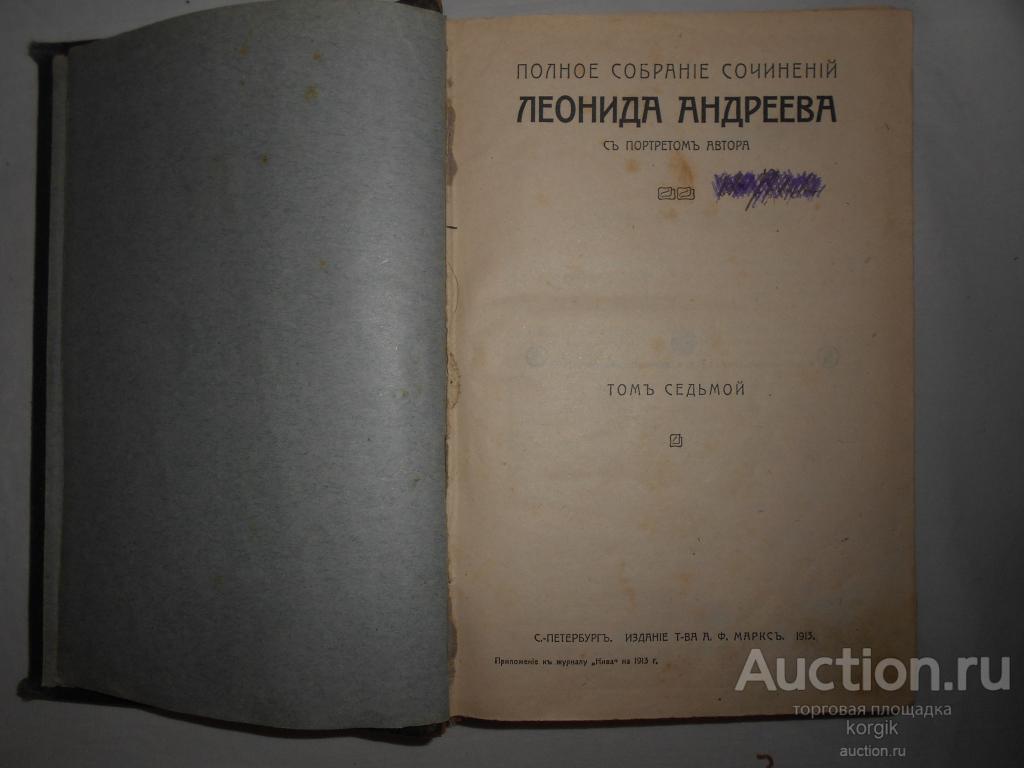 ПОЛНОЕ СОБРАНІЕ СОЧИНЕНІЙ
ЛЕОНИДА АНДРЕЕВА
СЪ ПОРТРЕТОМЪ АВТОРА
ТОМЪ СЕДЬМОЙ
С.-ПЕТЕРБУРГЪ. ИЗДАНІЕ Т-ВА А. Ф. МАРКСЪ. 1913.
Приложеніе къ журналу „Нива“ на 1913 г.
Auction.ru
торговая площадка
korgik
auction.ru